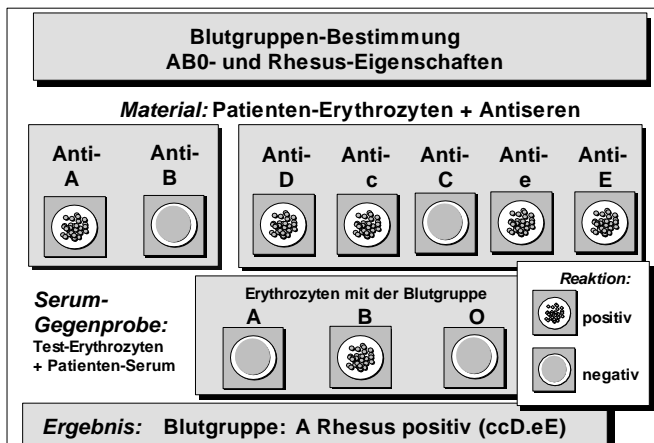 Blutgruppen-Bestimmung
AB0- und Rhesus-Eigenschaften
Material: Patienten-Erythrozyten + Antiseren
Anti-
A
Anti-
B
Anti-
D
Anti-
c
Anti-
C
Anti-
e
Anti-
E
Serum-
Gegenprobe:
Test-Erythrozyten
+ Patienten-Serum
Erythrozyten mit der Blutgruppe
A B O
Reaktion:
positiv
negativ
Ergebnis: Blutgruppe: A Rhesus positiv (ccD.eE)